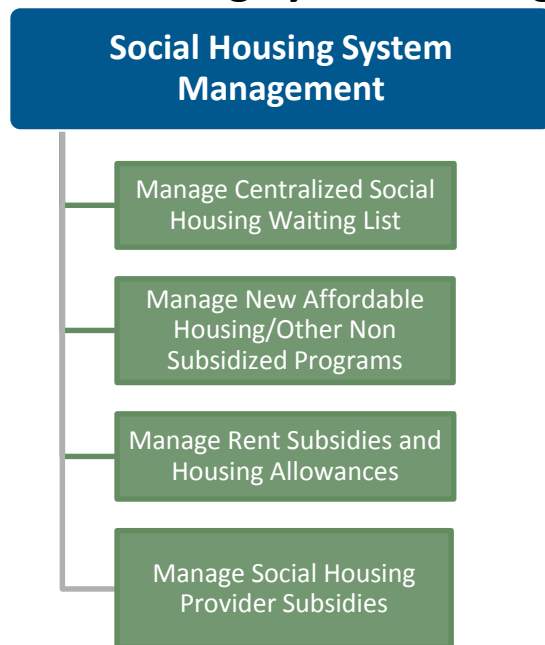 Social Housing System
Management
Manage Centralized Social
Housing Waiting List
Manage New Affordable
Housing/Other Non
Subsidized Programs
Manage Rent Subsidies and
Housing Allowances
Manage Social Housing
Provider Subsidies